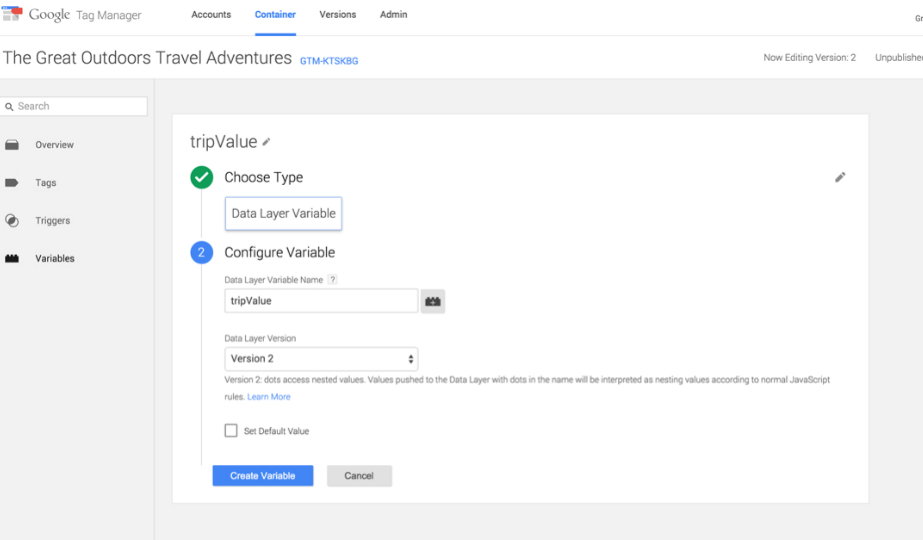 Google Tag Manager Accounts Container Versions Admin
The Great Outdoors Travel Adventures GTM-KTSKBG Now Editing Version: 2 Unpublished
Search
Overview
Tags
Triggers
Variables
tripValue
Choose Type
Data Layer Variable
2 Configure Variable
Data Layer Variable Name ?
tripValue
Data Layer Version
Version 2
Version 2: dots access nested values. Values pushed to the Data Layer with dots in the name will be interpreted as nesting values according to normal JavaScript
rules. Learn More
Set Default Value
Create Variable Cancel